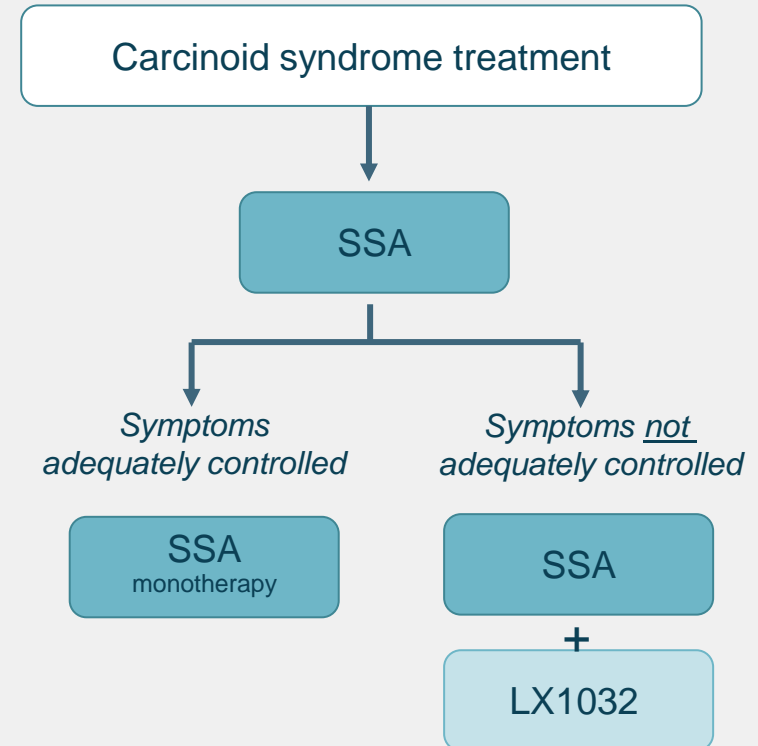 Carcinoid syndrome treatment
SSA
Symptoms
adequately controlled
SSA
monotherapy
Symptoms not
adequately controlled
SSA
+
LX1032